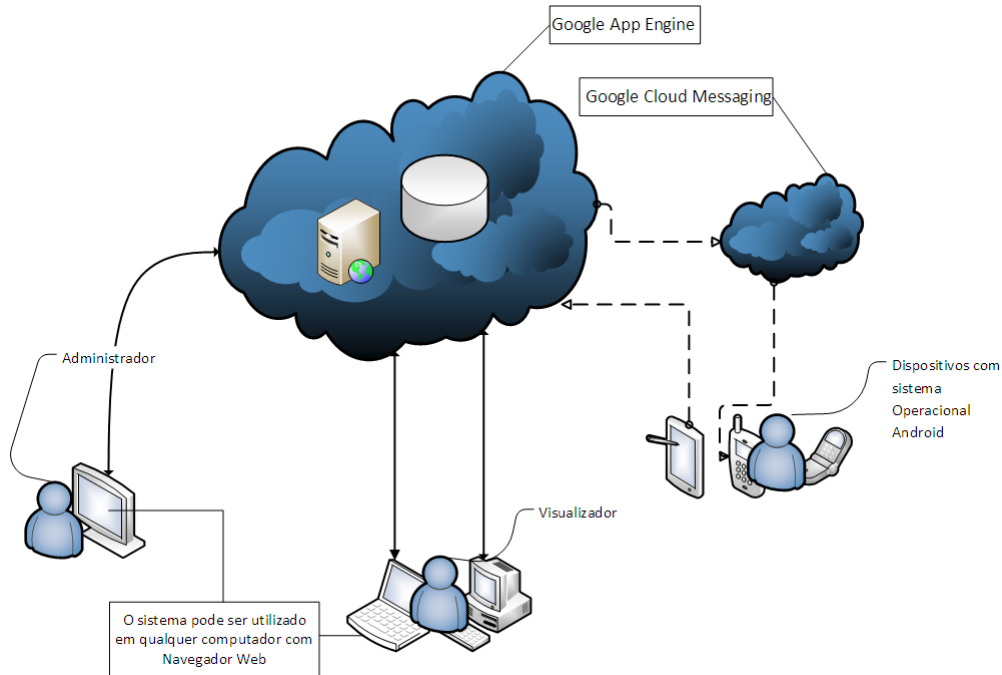 Google App Engine
Google Cloud Messaging
Administrador
Dispositivos com
sistema
Operacional
Android
Visualizador
O sistema pode ser utilizado
em qualquer computador com
Navegador Web